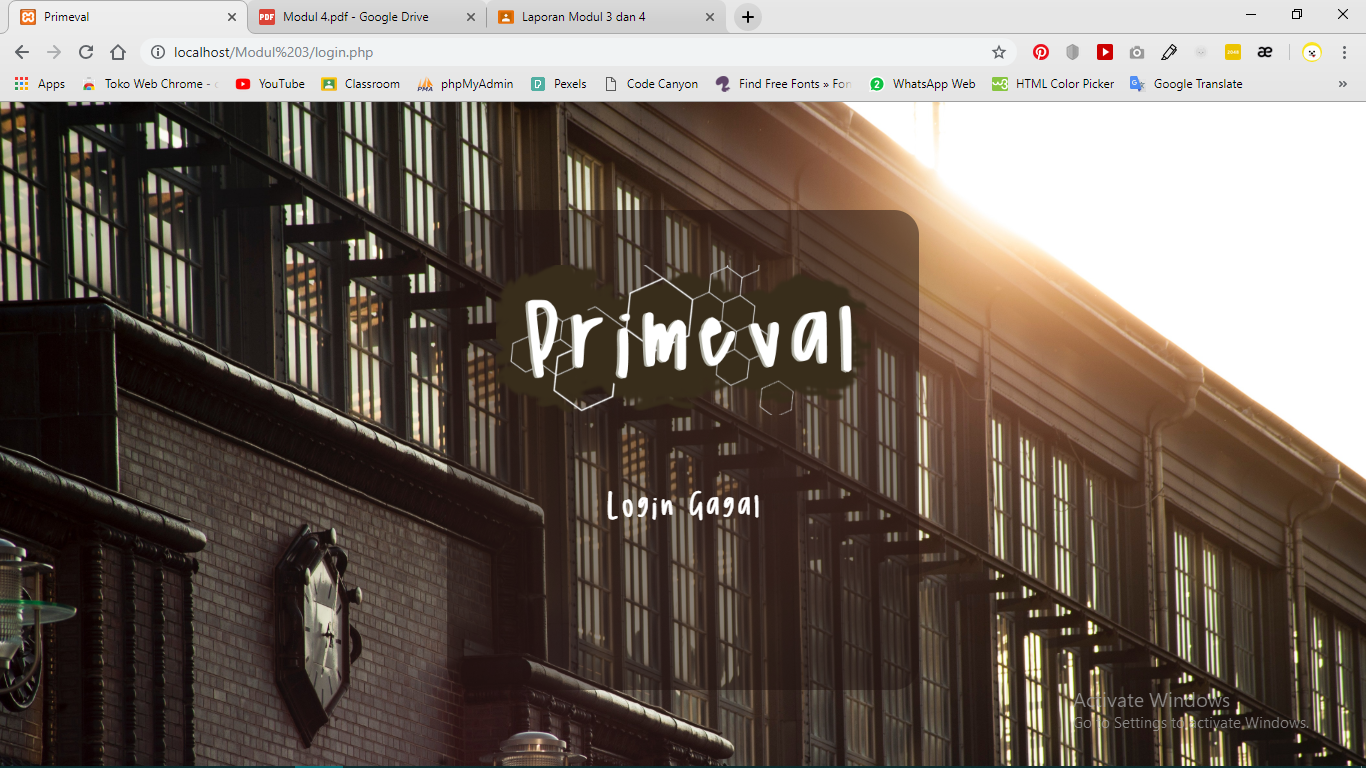 Primeval
Modul 4.pdf - Google Drive
Laporan Modul 3 dan 4
localhost/Modul%203/login.php
Apps
Toko Web Chrome -
YouTube
Classroom
phpMyAdmin
Pexels
Code Canyon
Find Free Fonts » Fon
WhatsApp Web
HTML Color Picker
Google Translate
Primeval
Login Gagal
Activate Windows
Go to Settings to activate Windows.